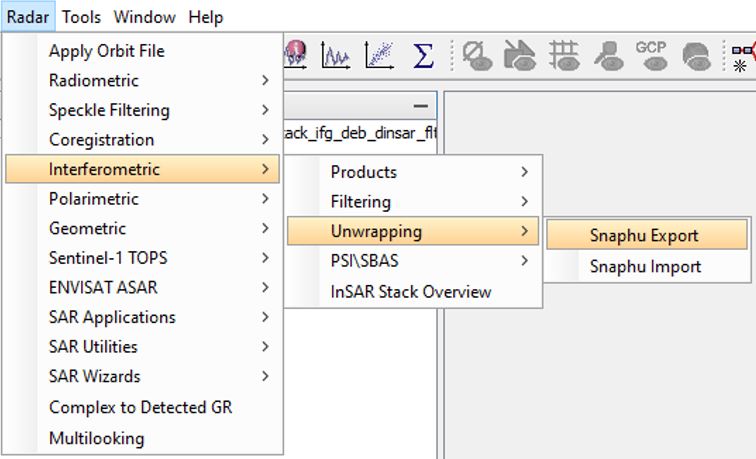 Radar Tools Window Help
Apply Orbit File
Radiometric
Speckle Filtering
Coregistration
Interferometric
Polarimetric
Geometric
Sentinel-1 TOPS
ENVISAT ASAR
SAR Applications
SAR Utilities
SAR Wizards
Complex to Detected GR
Multilooking
GCP
tack_ifg_deb_dinsar_flt
Products
Filtering
Unwrapping
PSI\SBAS
InSAR Stack Overview
Snaphu Export
Snaphu Import